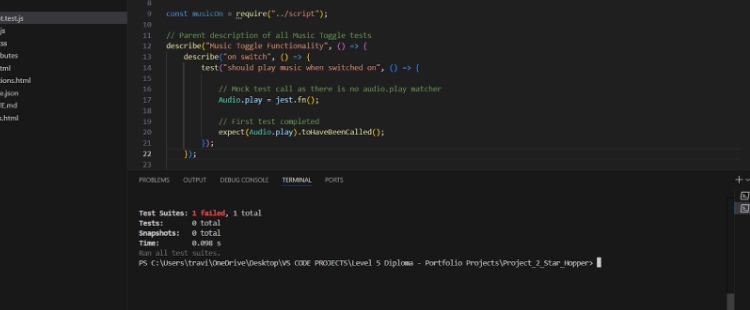 t.test.js
js
ss
butes
tml
tions.html
e.json
E.md
s.html
8
9 const musicOn = require("../script");
10
11 // Parent description of all Music Toggle tests
12 describe("Music Toggle Functionality", () => {
13 describe("on switch", () => {
14 test("should play music when switched on", () => {
15
16 // Mock test call as there is no audio.play matcher
17 Audio.play = jest.fn();
18
19 // First test completed
20 expect(Audio.play).toHaveBeenCalled();
21 });
22 });
23
PROBLEMS OUTPUT DEBUG CONSOLE TERMINAL PORTS
Test Suites: 1 failed, 1 total
Tests: 0 total
Snapshots: 0 total
Time: 0.098 s
Ran all test suites.
PS C:\Users\travi\OneDrive\Desktop\VS CODE PROJECTS\Level 5 Diploma - Portfolio Projects\Project_2_Star_Hopper>